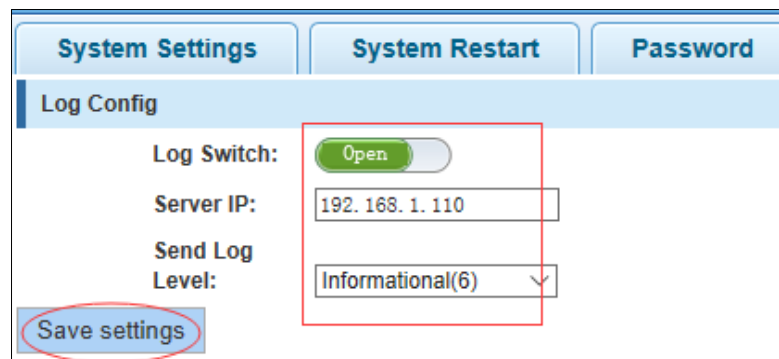 System Settings System Restart Password
Log Config
Log Switch: Open
Server IP: 192.168.1.110
Send Log
Level: Informational(6)
Save settings